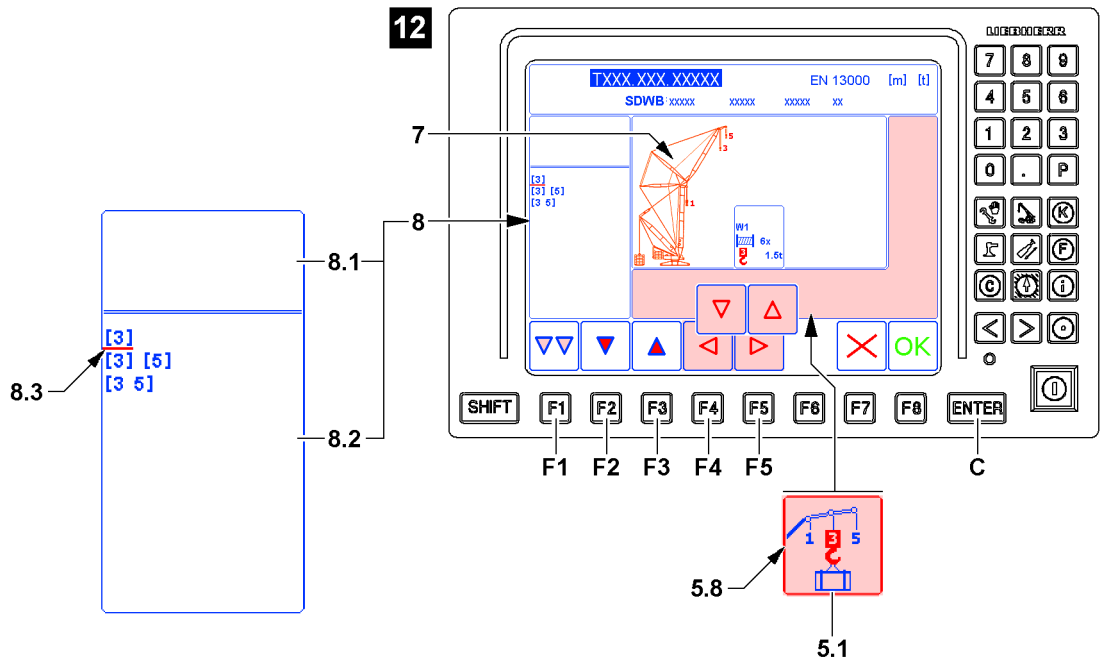 12
LIEBHERR
TXXX.XXX.XXXXX EN 13000 [m] [t]
SDWB: xxxxx xxxxx xxxxx xx
7
5
3
1
[3]
[3] [5]
[3 5]
W1
6x
3
1.5t
8
8.1
[3]
[3] [5]
[3 5]
8.3
8.2
OK
7 8 9
4 5 6
1 2 3
0 . P
K
F
C i
SHIFT F1 F2 F3 F4 F5 F6 F7 F8 ENTER
F1 F2 F3 F4 F5 C
1 3 5
5.8
5.1